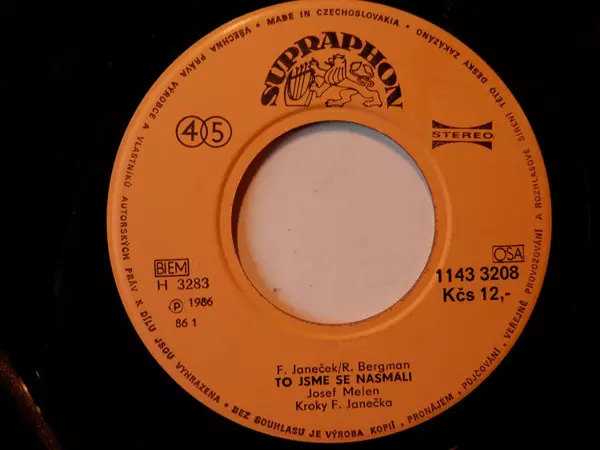 MADE IN CZECHOSLOVAKIA • VŠECHNA PRÁVA VÝROBCE A VLASTNÍKŮ AUTORSKÝCH PRÁV K DÍLU JSOU VYHRAZENA • BEZ SOUHLASU JE VÝROBA KOPIÍ, PRONÁJEM, PŮJČOVÁNÍ, VEŘEJNÉ PROVOZOVÁNÍ A ROZHLASOVÉ ŠÍŘENÍ TÉTO DESKY ZAKÁZÁNO
SUPRAPHON
45
STEREO
BIEM
H 3283
Ⓟ 1986
86 1
OSA
1143 3208
Kčs 12,-
F. Janeček/R. Bergman
TO JSME SE NASMÁLI
Josef Melen
Kroky F. Janečka